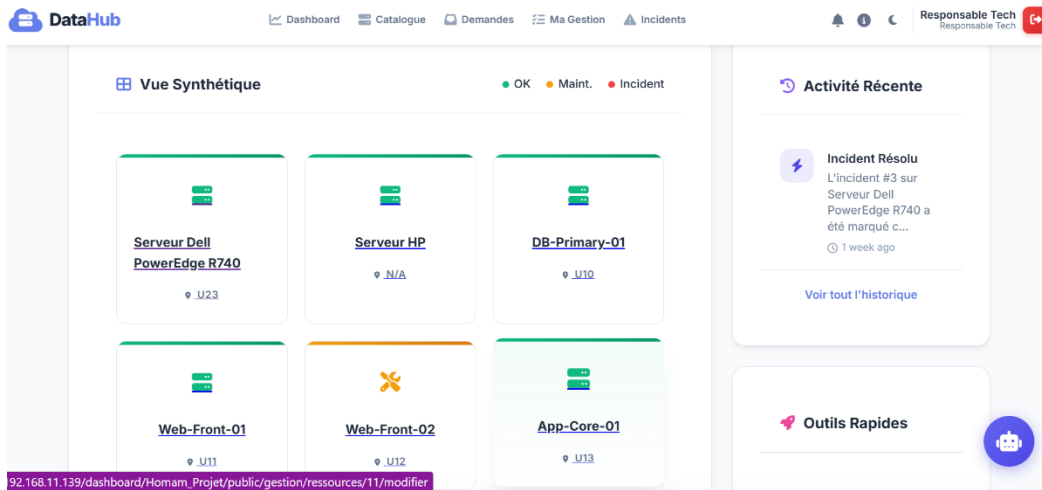 DataHub
Dashboard
Catalogue
Demandes
Ma Gestion
Incidents
Responsable Tech
Responsable Tech
Vue Synthétique
OK
Maint.
Incident
Serveur Dell
PowerEdge R740
U23
Serveur HP
N/A
DB-Primary-01
U10
Web-Front-01
U11
Web-Front-02
U12
App-Core-01
U13
Activité Récente
Incident Résolu
L'incident #3 sur
Serveur Dell
PowerEdge R740 a
été marqué c...
1 week ago
Voir tout l'historique
Outils Rapides
92.168.11.139/dashboard/Homam_Projet/public/gestion/ressources/11/modifier